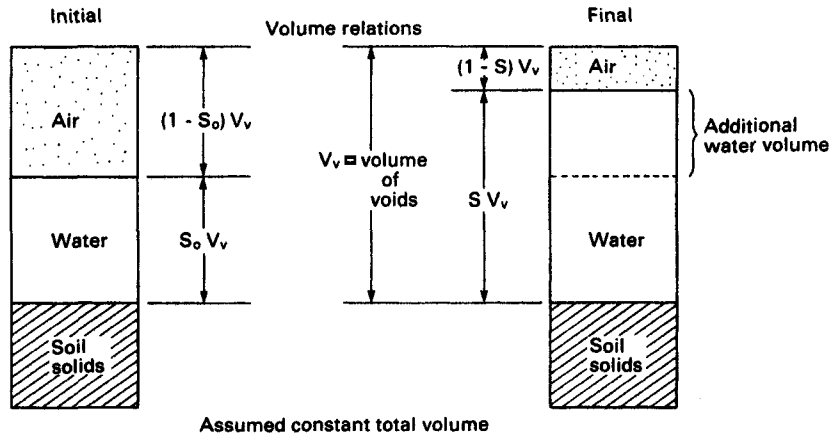 Initial
Volume relations
Final
Air
(1 - Sₒ) Vᵥ
Water
Sₒ Vᵥ
Soil
solids
Vᵥ = volume
of
voids
(1 - S) Vᵥ
S Vᵥ
Air
Additional
water volume
Water
Soil
solids
Assumed constant total volume